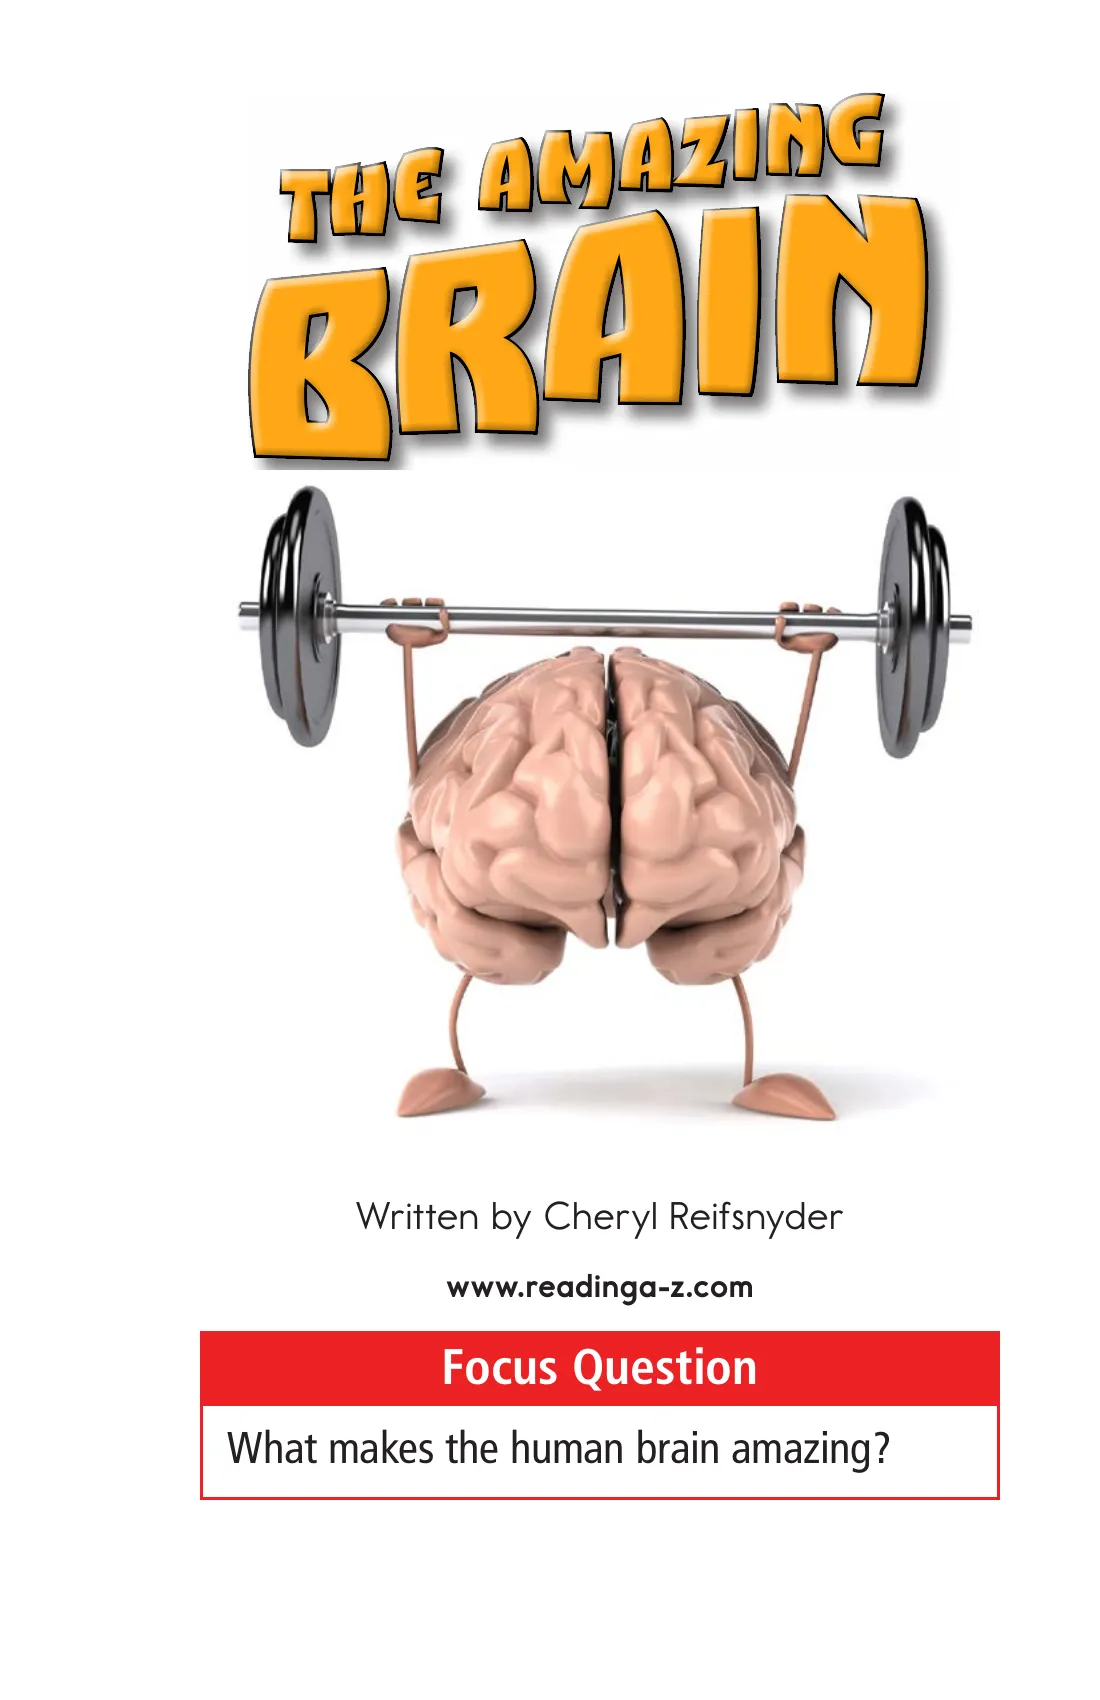 THE AMAZING
BRAIN
Written by Cheryl Reifsnyder
www.readinga-z.com
Focus Question
What makes the human brain amazing?